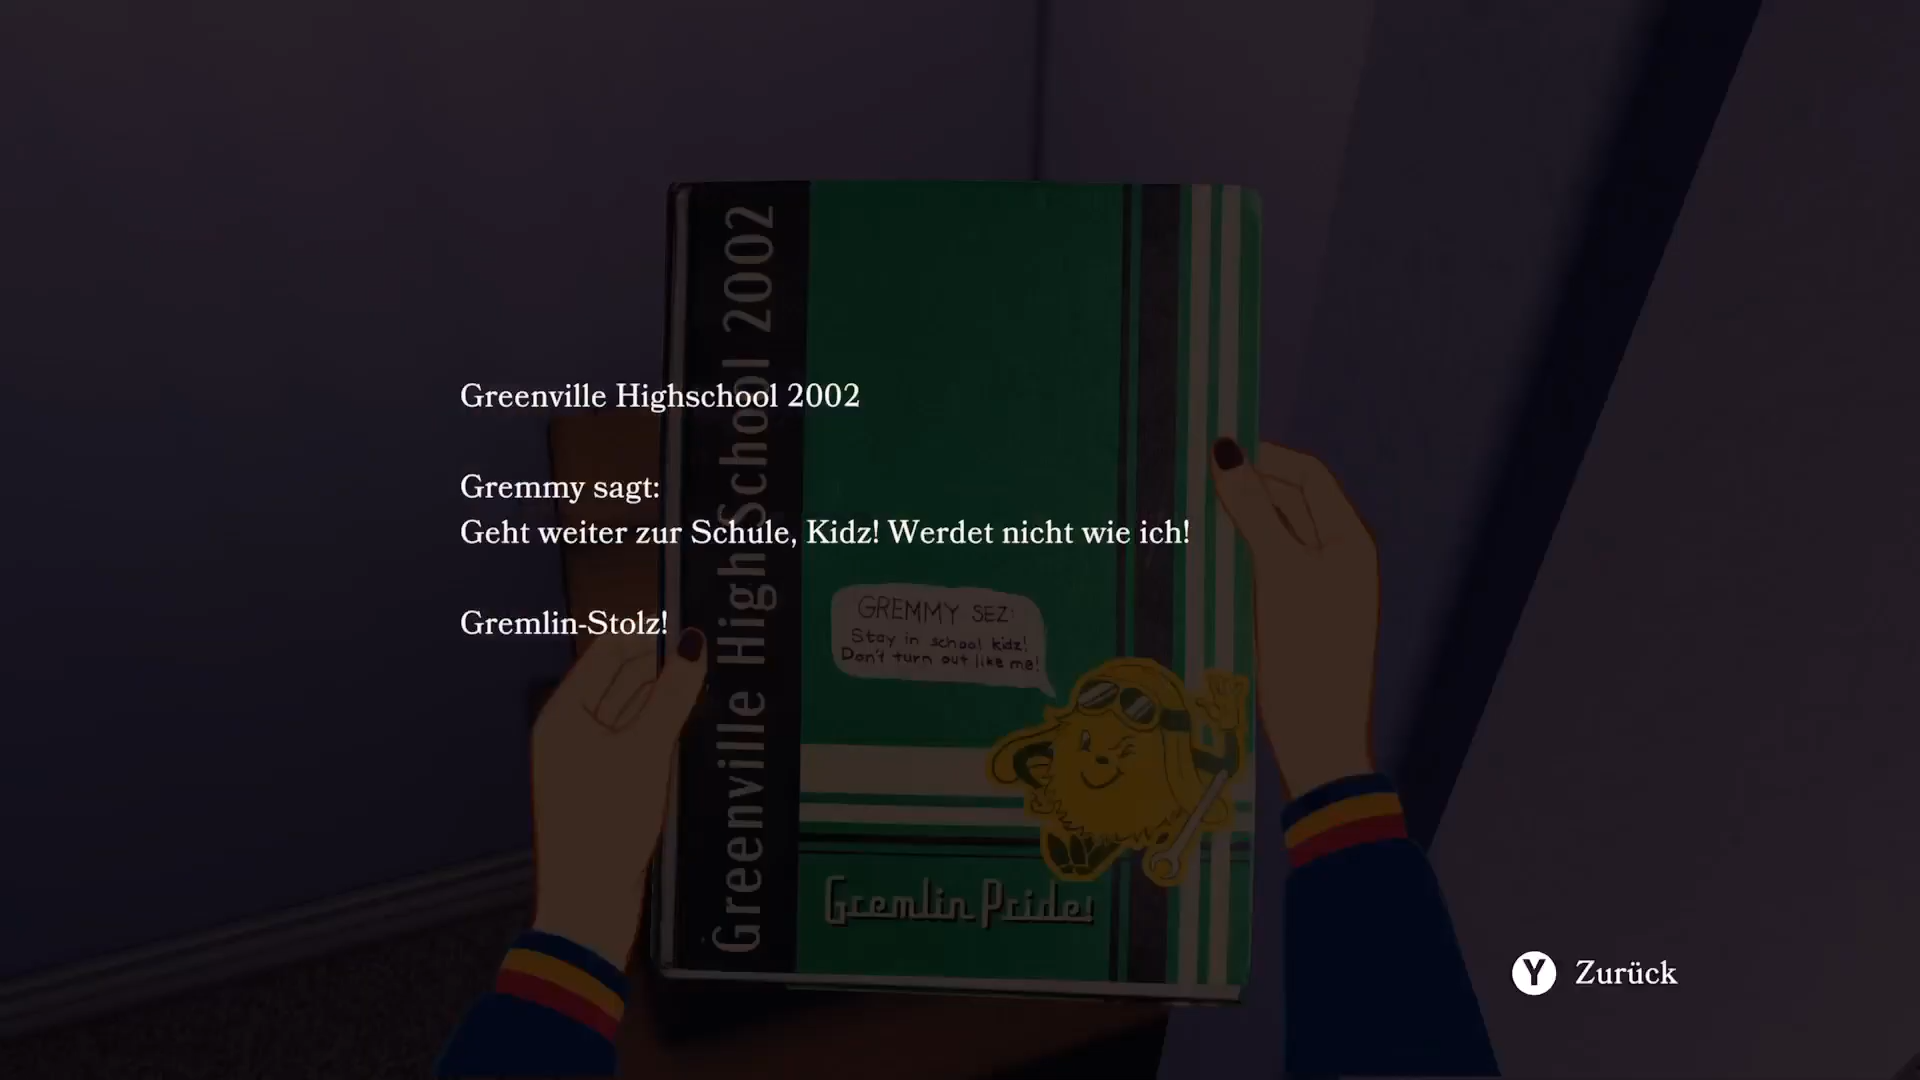 Greenville Highschool 2002
Gremmy sagt:
Geht weiter zur Schule, Kidz! Werdet nicht wie ich!
Gremlin-Stolz!
Greenville High School 2002
GREMMY SEZ:
Stay in school kidz!
Don't turn out like me!
Gremlin Pride!
Y Zurück